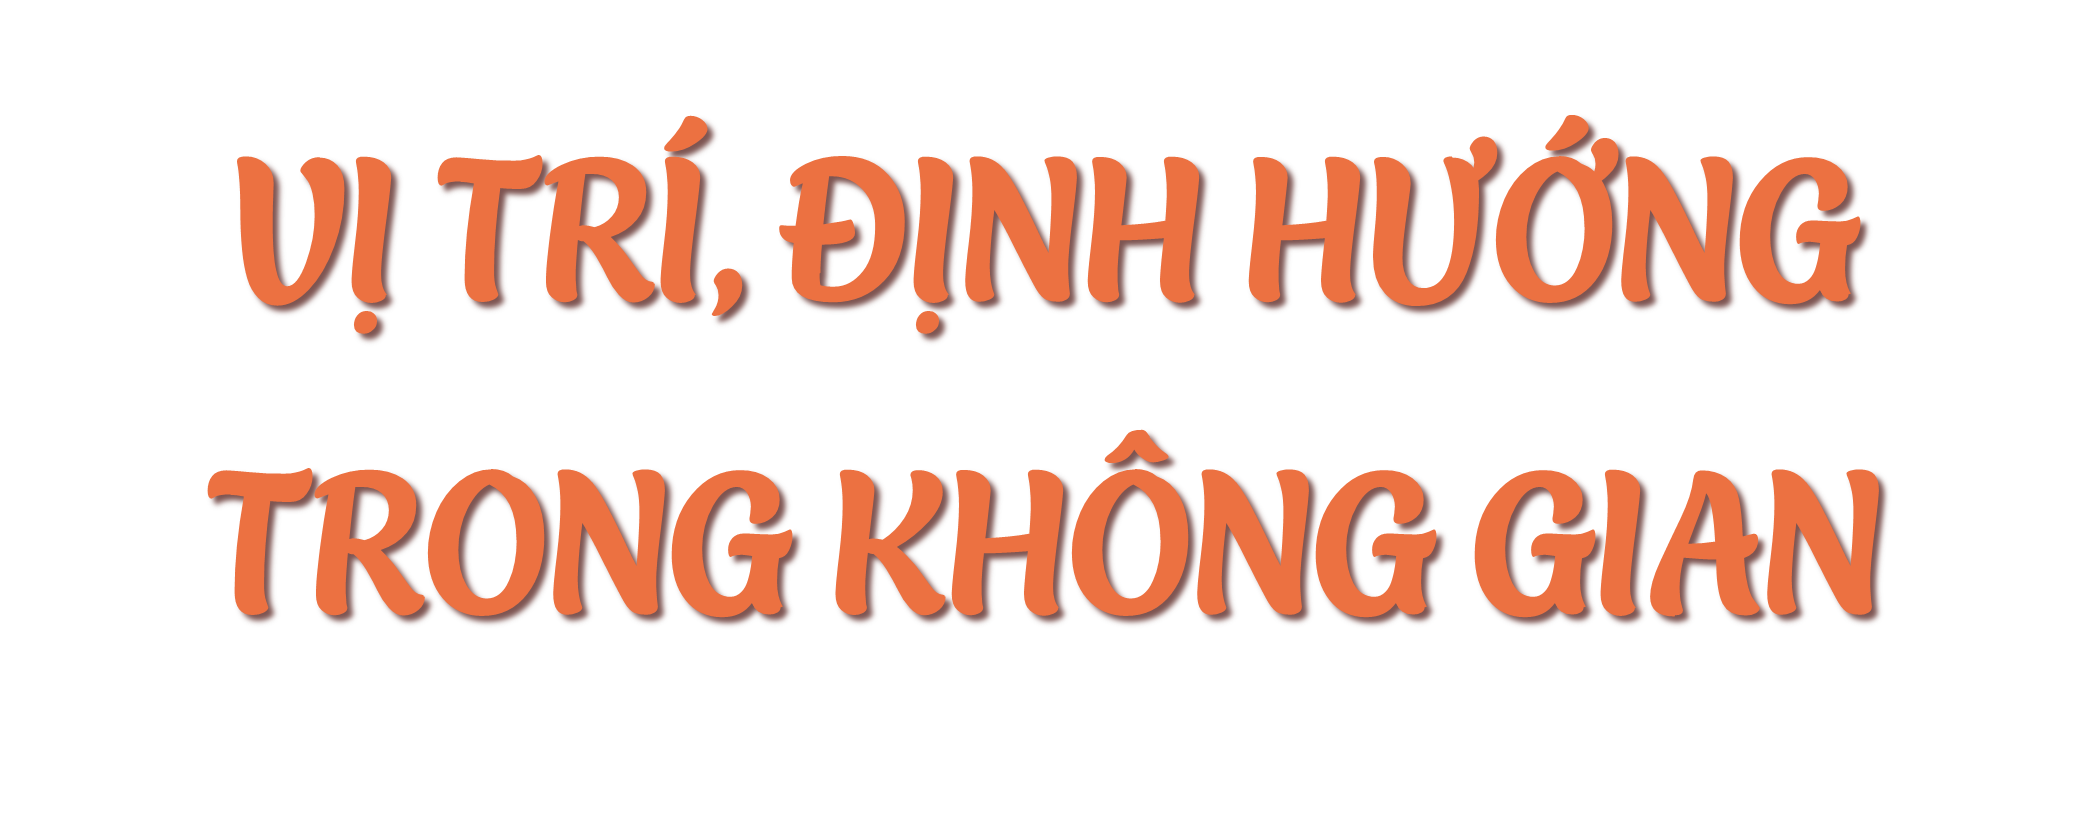 VỊ TRÍ, ĐỊNH HƯỚNG
TRONG KHÔNG GIAN